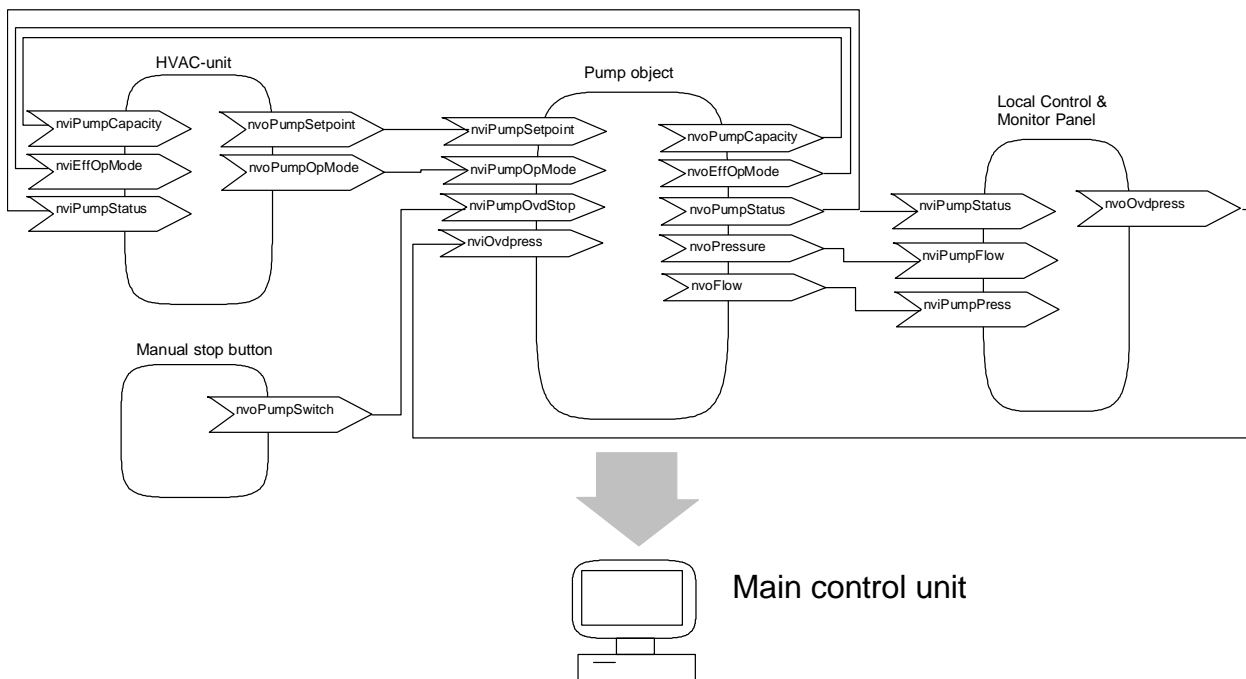 HVAC-unit
nviPumpCapacity
nviEffOpMode
nviPumpStatus
nvoPumpSetpoint
nvoPumpOpMode
Manual stop button
nvoPumpSwitch
Pump object
nviPumpSetpoint
nviPumpOpMode
nviPumpOvdStop
nviOvdpress
nvoPumpCapacity
nvoEffOpMode
nvoPumpStatus
nvoPressure
nvoFlow
Local Control &
Monitor Panel
nviPumpStatus
nviPumpFlow
nviPumpPress
nvoOvdpress
Main control unit